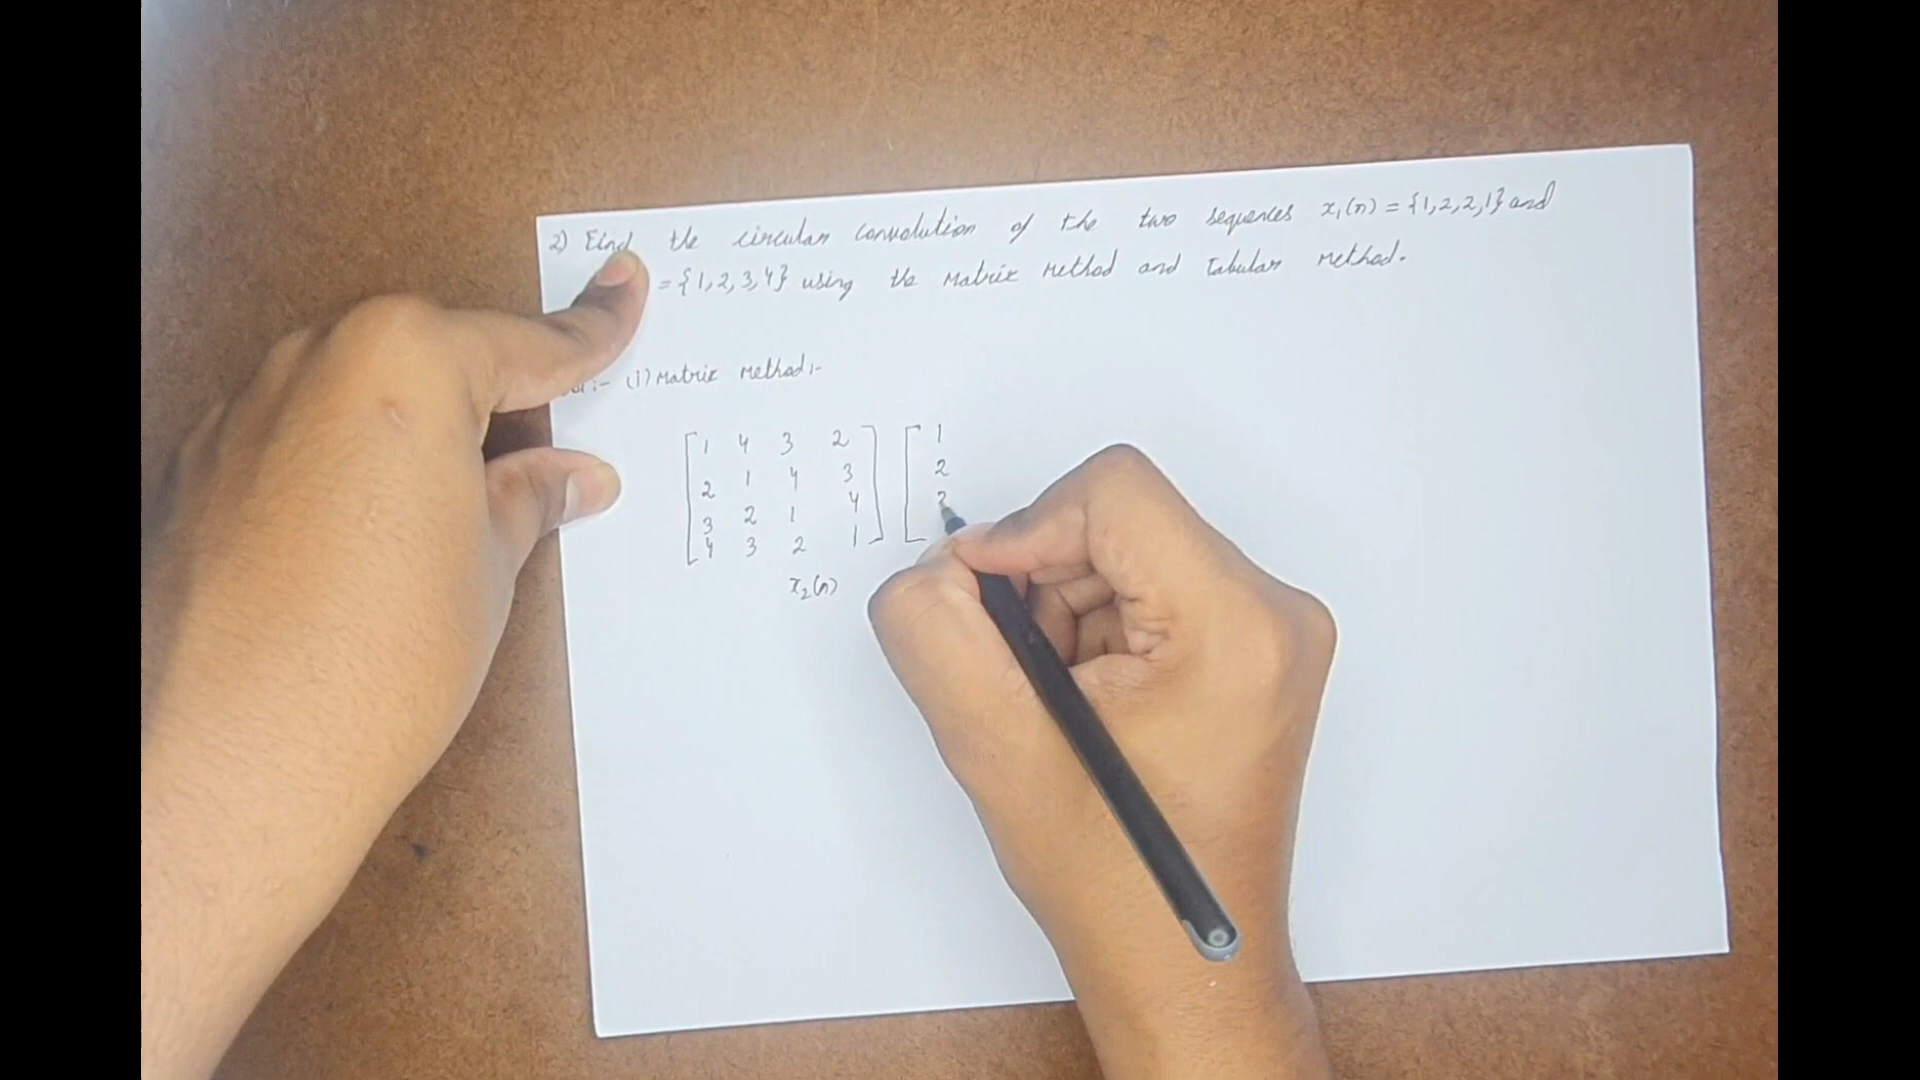 2) Find the circular convolution of the two sequences x₁(n) = {1,2,2,1} and
= {1,2,3,4} using the Matrix Method and Tabular Method.
:- (i) Matrix Method:-
1 4 3 2 1
2 1 4 3 2
3 2 1 4 2
4 3 2 1
x₂(n)